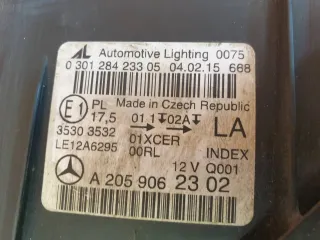 AL Automotive Lighting 0075
0 301 284 233 05 04.02.15 668
E1 PL Made in Czech Republic
17,5 01 1 02A
3530 3532 → → LA
LE12A6295 01XCER
00RL INDEX
12 V Q001
A 205 906 23 02